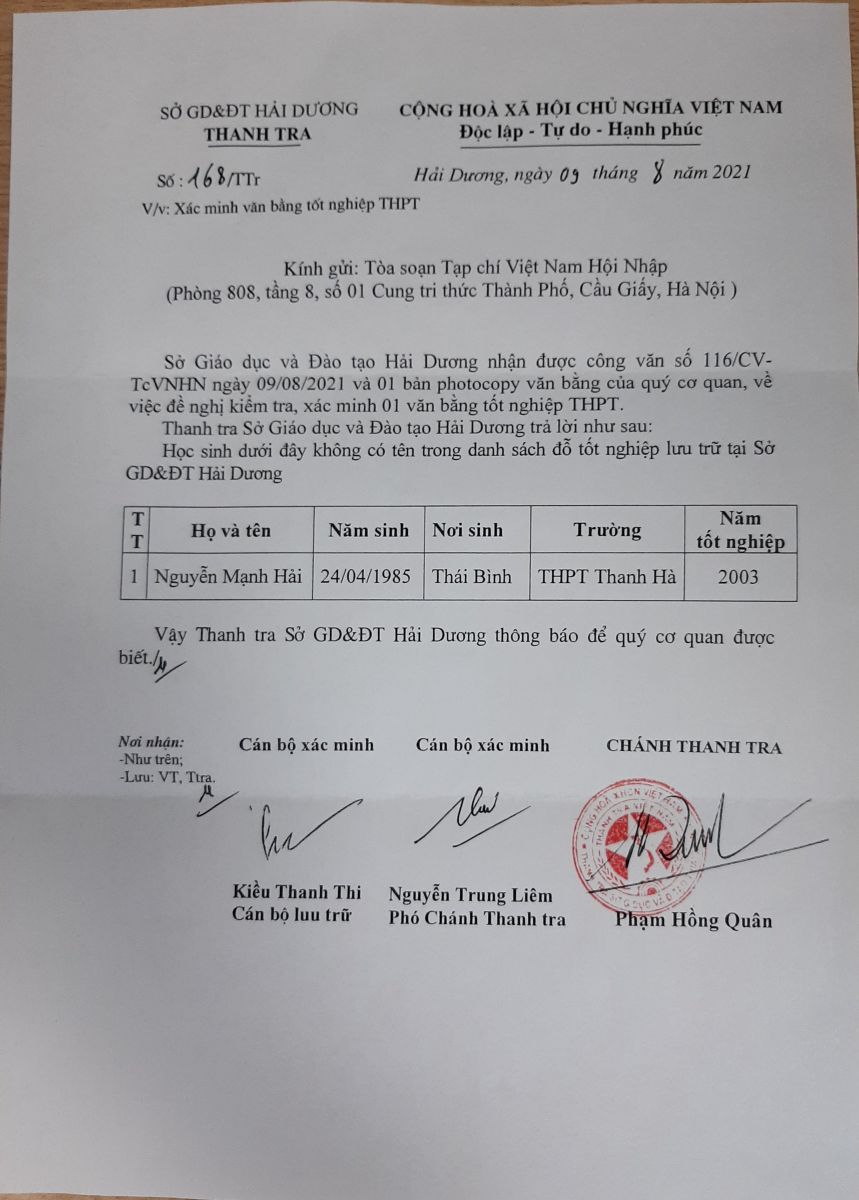 SỞ GD&ĐT HẢI DƯƠNG
THANH TRA
CỘNG HOÀ XÃ HỘI CHỦ NGHĨA VIỆT NAM
Độc lập - Tự do - Hạnh phúc
Số : 168/TTr
Hải Dương, ngày 09 tháng 8 năm 2021
V/v: Xác minh văn bằng tốt nghiệp THPT
Kính gửi: Tòa soạn Tạp chí Việt Nam Hội Nhập
(Phòng 808, tầng 8, số 01 Cung tri thức Thành Phố, Cầu Giấy, Hà Nội )
Sở Giáo dục và Đào tạo Hải Dương nhận được công văn số 116/CV-
TcVNHN ngày 09/08/2021 và 01 bản photocopy văn bằng của quý cơ quan, về
việc đề nghị kiểm tra, xác minh 01 văn bằng tốt nghiệp THPT.
Thanh tra Sở Giáo dục và Đào tạo Hải Dương trả lời như sau:
Học sinh dưới đây không có tên trong danh sách đỗ tốt nghiệp lưu trữ tại Sở
GD&ĐT Hải Dương
TT Họ và tên Năm sinh Nơi sinh Trường Năm tốt nghiệp
1 Nguyễn Mạnh Hải 24/04/1985 Thái Bình THPT Thanh Hà 2003
Vậy Thanh tra Sở GD&ĐT Hải Dương thông báo để quý cơ quan được
biết./
Nơi nhận:
-Như trên;
-Lưu: VT, Ttra.
Cán bộ xác minh
Kiều Thanh Thi
Cán bộ luu trữ
Cán bộ xác minh
Nguyễn Trung Liêm
Phó Chánh Thanh tra
CHÁNH THANH TRA
CỘNG HOÀ XHCN VIỆT NAM
THANH TRA VIỆT NAM
Phạm Hồng Quân